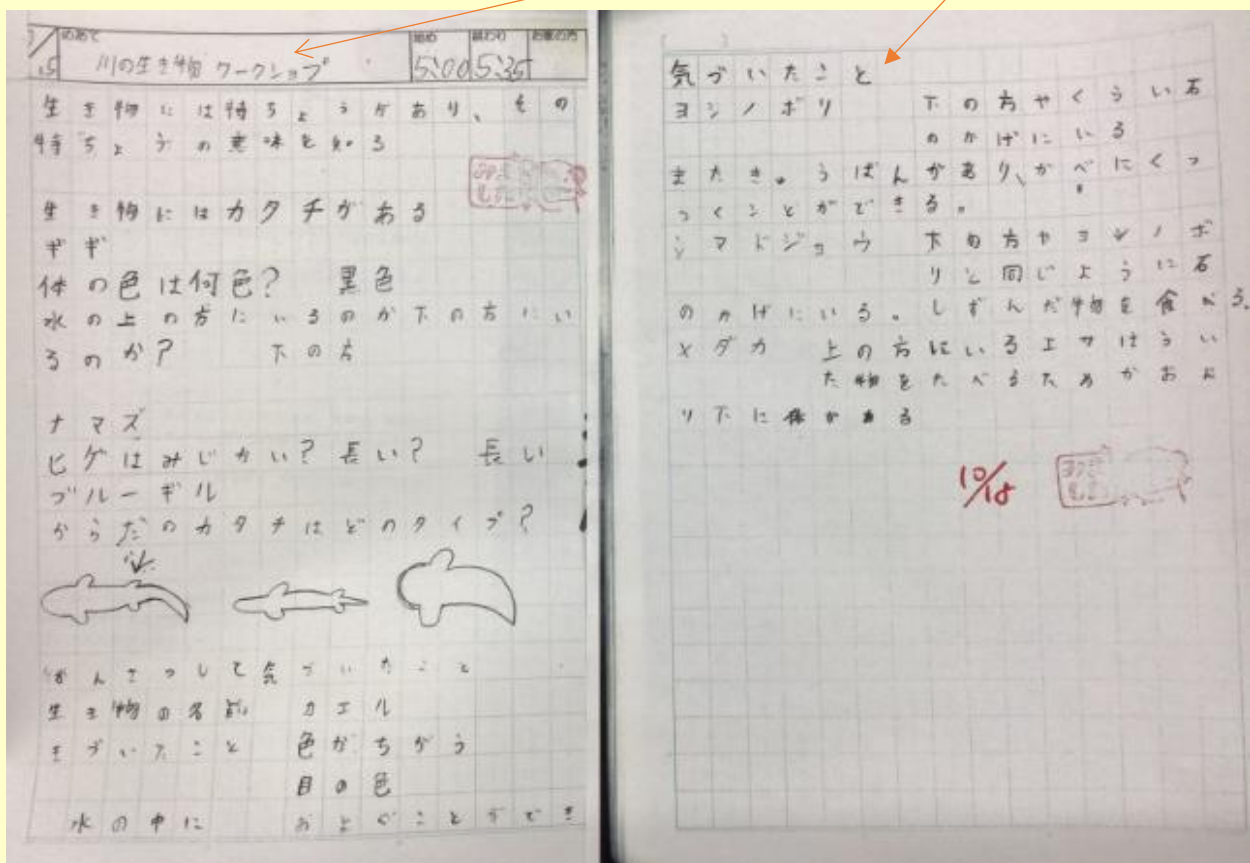 めあて
始め 終わり お家の方
15 川の生き物 ワークショップ 5:00 5:35
生き物には特ちょうがあり、その
特ちょうの意味を知る
生き物にはカタチがある
ギギ
体の色は何色? 黒色
水の上の方にいるのか下の方にい
るのか? 下の方
ナマズ
ヒゲはみじかい?長い? 長い
ブルーギル
からだのカタチはどのタイプ?
かんさつして気づいたこと
生き物の名前 カエル
きづいたこと 色がちがう
目の色
水の中に およぐことができ
気づいたこと
ヨシノボリ 下の方やくらい石
のかげにいる
またき。うばんがあり、かべにくっ
つくことができる。
シマドジョウ 下の方やヨシノボ
リと同じように石
のかげにいる。しずんだ物を食べる。
メダカ 上の方にいるエサはうい
た物をたべるためか
り下に体がある
10/18